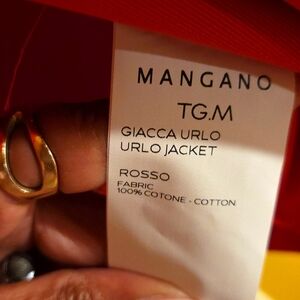 MANGANO
TG.M
GIACCA URLO
URLO JACKET
ROSSO
FABRIC
100% COTONE - COTTON